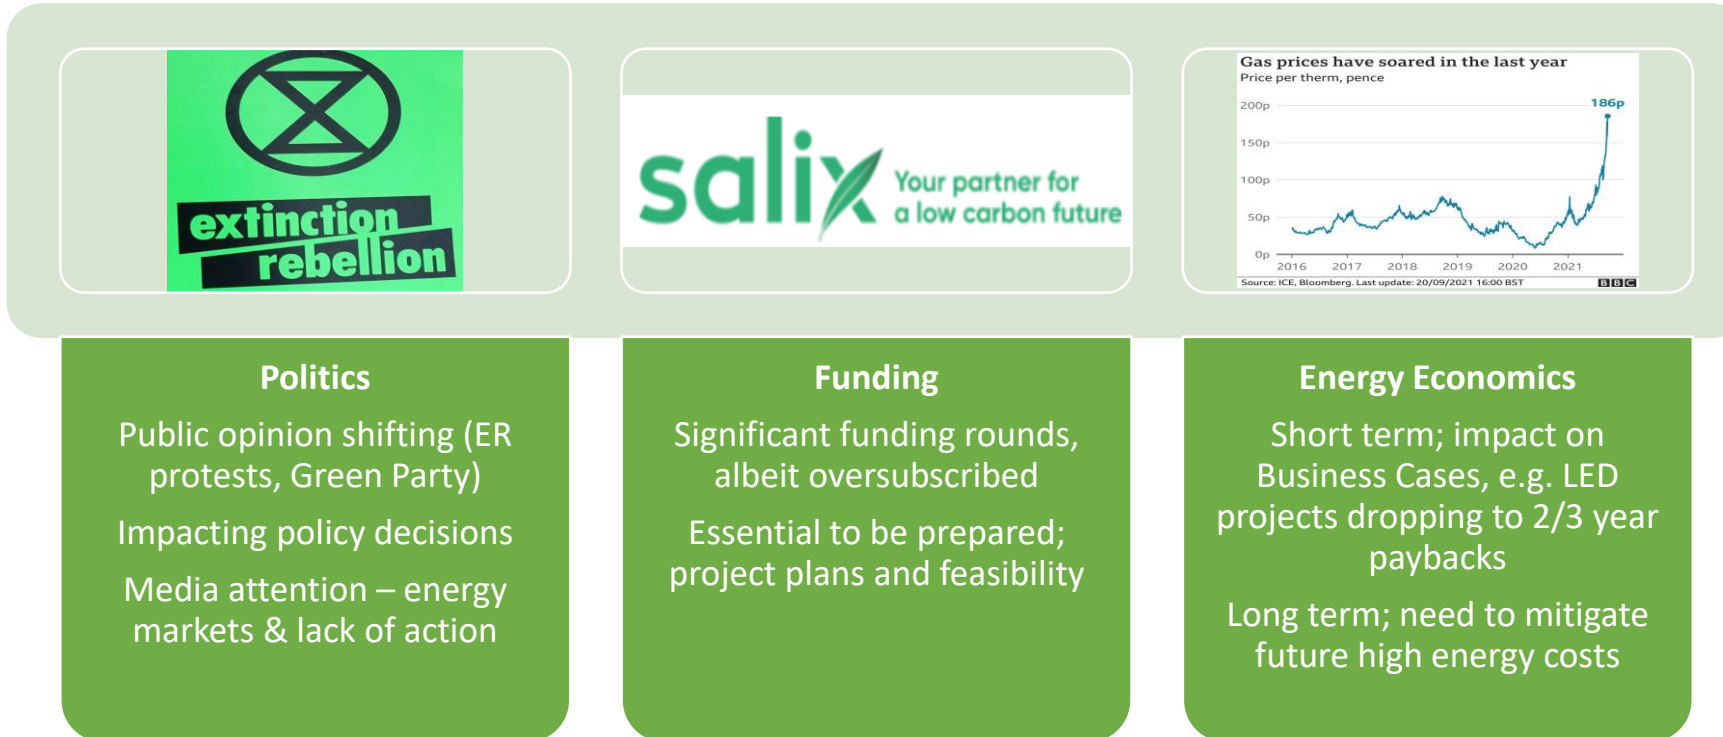 extinction
rebellion
salix
Your partner for
a low carbon future
Gas prices have soared in the last year
Price per therm, pence
200p
150p
100p
50p
0p
186p
2016 2017 2018 2019 2020 2021
Source: ICE, Bloomberg. Last update: 20/09/2021 16:00 BST
BBC
Politics
Public opinion shifting (ER
protests, Green Party)
Impacting policy decisions
Media attention – energy
markets & lack of action
Funding
Significant funding rounds,
albeit oversubscribed
Essential to be prepared;
project plans and feasibility
Energy Economics
Short term; impact on
Business Cases, e.g. LED
projects dropping to 2/3 year
paybacks
Long term; need to mitigate
future high energy costs